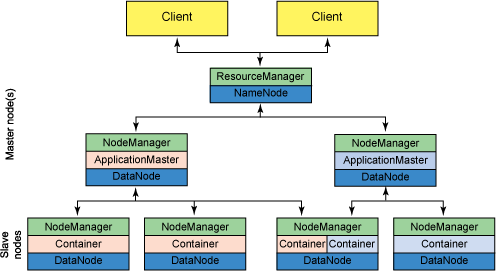 Client
Client
Master node(s)
ResourceManager
NameNode
NodeManager
ApplicationMaster
DataNode
NodeManager
ApplicationMaster
DataNode
Slave
nodes
NodeManager
Container
DataNode
NodeManager
Container
DataNode
NodeManager
Container Container
DataNode
NodeManager
Container
DataNode